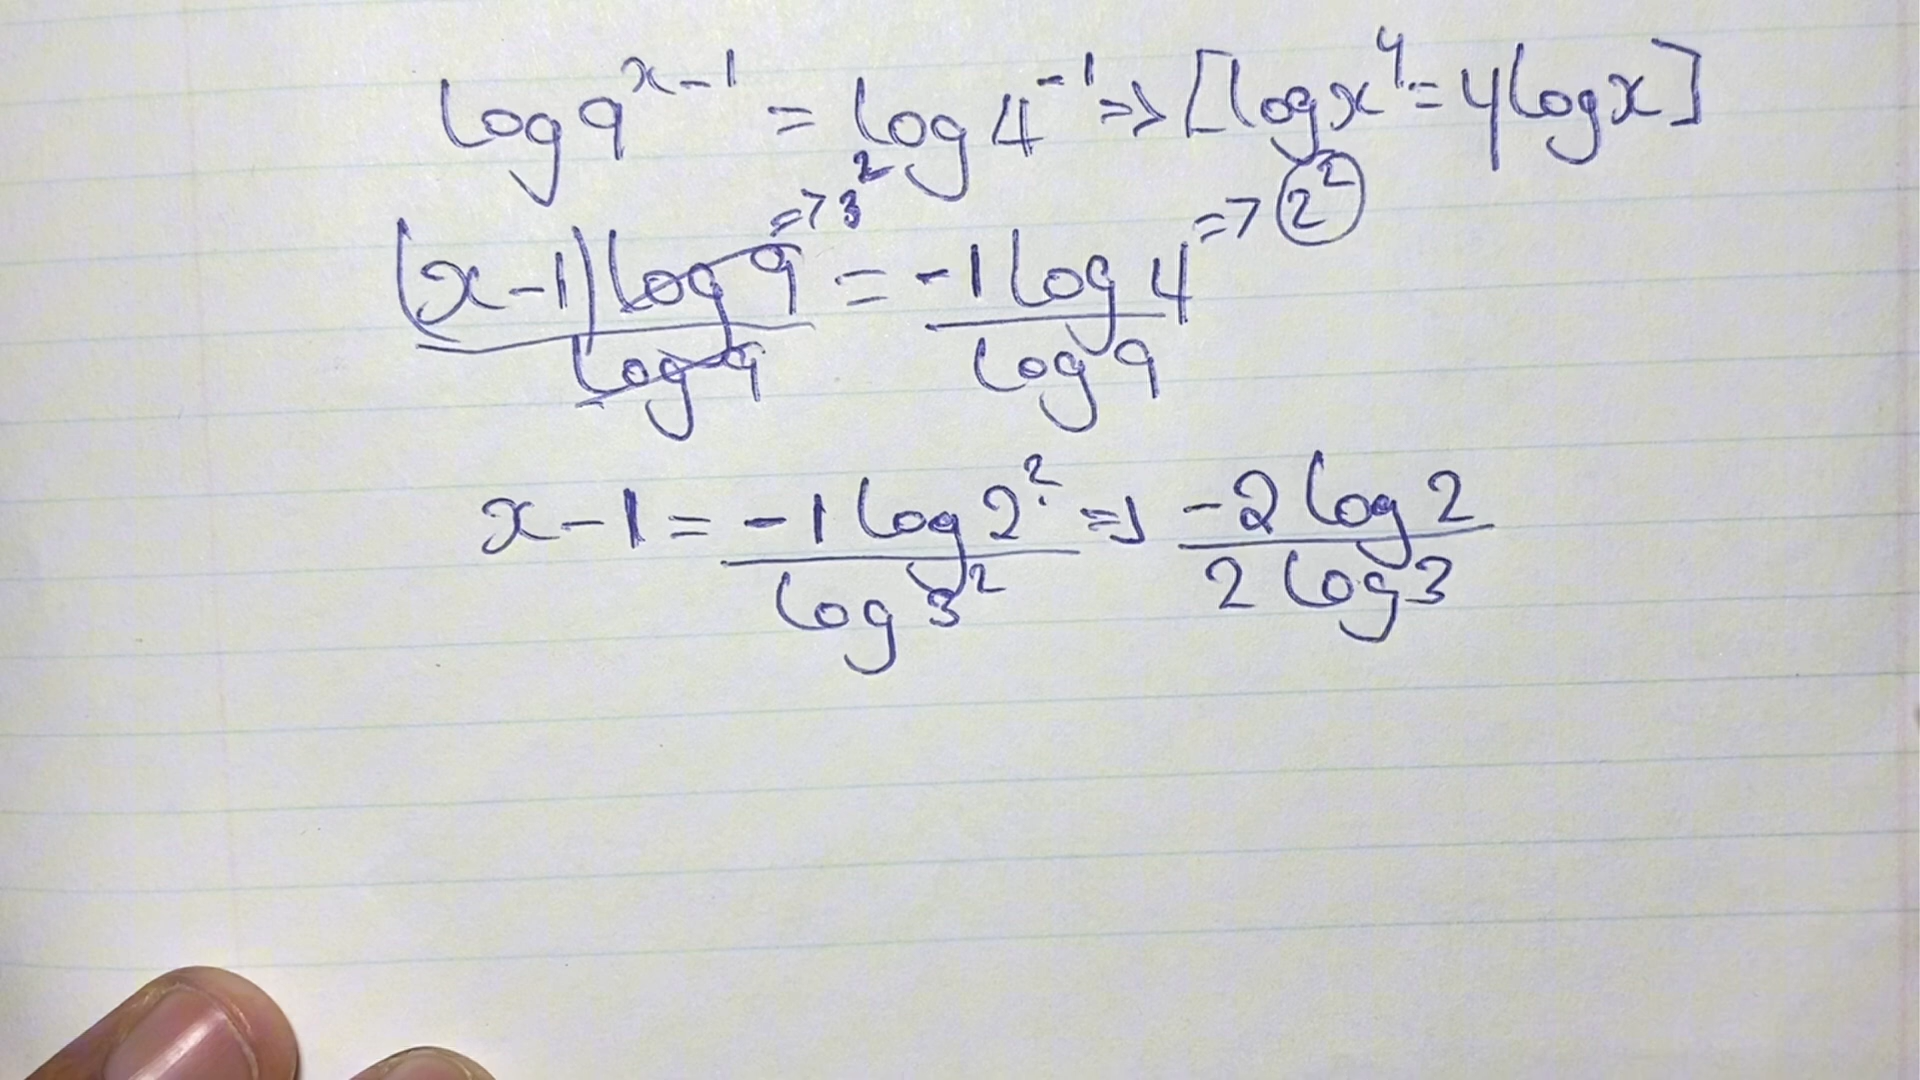 log 9^(x-1) = log 4^(-1) => [log x^4 = 4 log x]
=> 3^2 => 2^2
(x-1) log 9 / log 9 = -1 log 4 / log 9
x - 1 = -1 log 2^2 / log 3^2 => -2 log 2 / 2 log 3